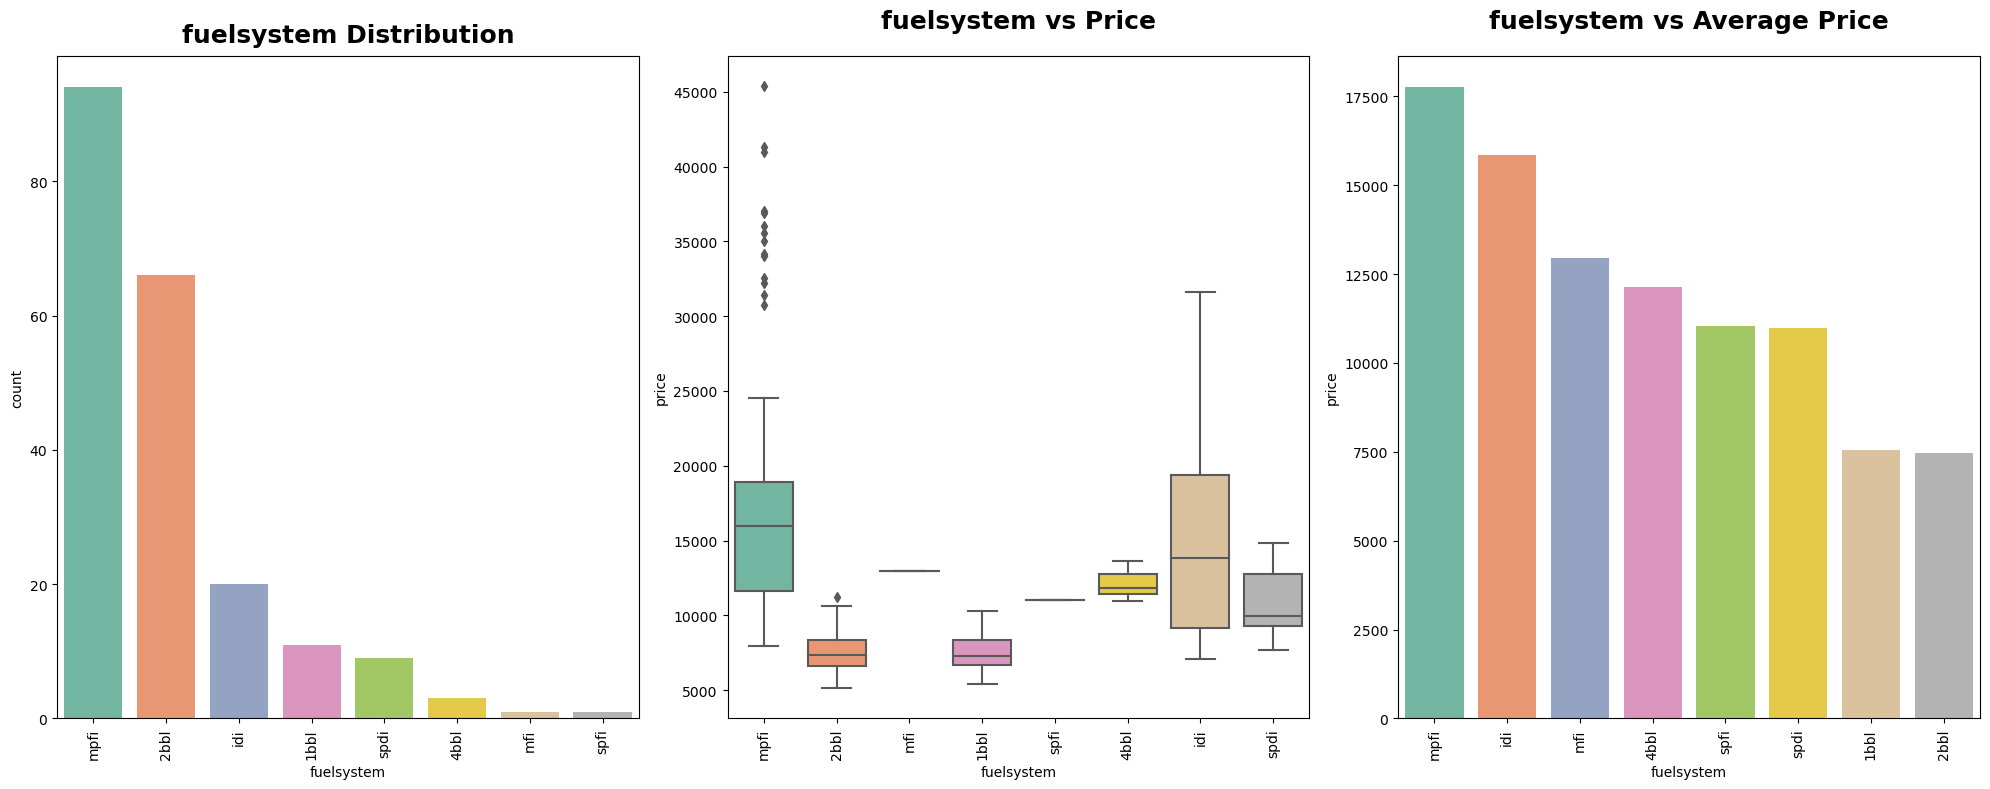 fuelsystem Distribution
80
60
40
20
0
count
mpfi
2bbl
idi
1bbl
spdi
4bbl
mfi
spfi
fuelsystem
fuelsystem vs Price
45000
40000
35000
30000
25000
20000
15000
10000
5000
price
mpfi
2bbl
mfi
1bbl
spfi
4bbl
idi
spdi
fuelsystem
fuelsystem vs Average Price
17500
15000
12500
10000
7500
5000
2500
0
price
mpfi
idi
mfi
4bbl
spfi
spdi
1bbl
2bbl
fuelsystem